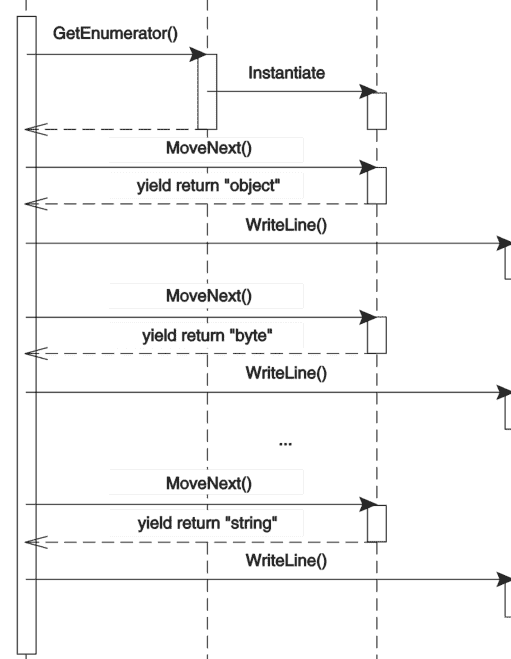 GetEnumerator()
Instantiate
MoveNext()
yield return "object"
WriteLine()
MoveNext()
yield return "byte"
WriteLine()
...
MoveNext()
yield return "string"
WriteLine()